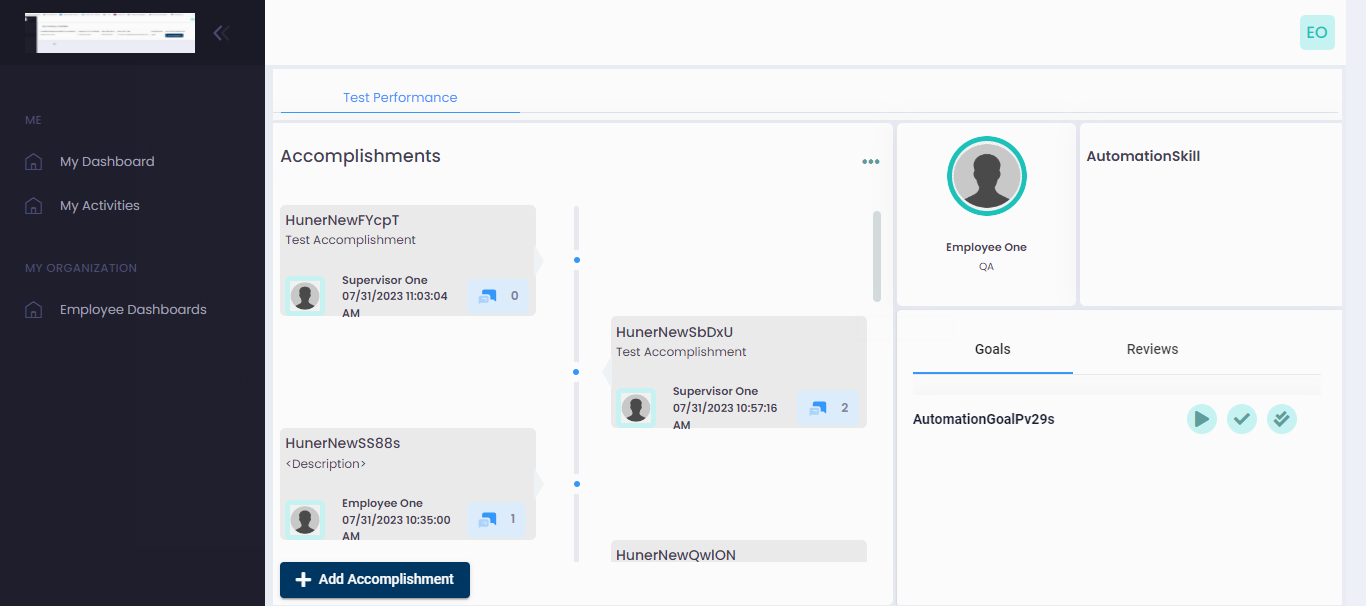 EO
ME
My Dashboard
My Activities
MY ORGANIZATION
Employee Dashboards
Test Performance
Accomplishments
HunerNewFYcpT
Test Accomplishment
Supervisor One
07/31/2023 11:03:04
AM
0
HunerNewSbDxU
Test Accomplishment
Supervisor One
07/31/2023 10:57:16
AM
2
HunerNewSS88s
<Description>
Employee One
07/31/2023 10:35:00
AM
1
HunerNewQwlON
Add Accomplishment
Employee One
QA
AutomationSkill
Goals
Reviews
AutomationGoalPv29s